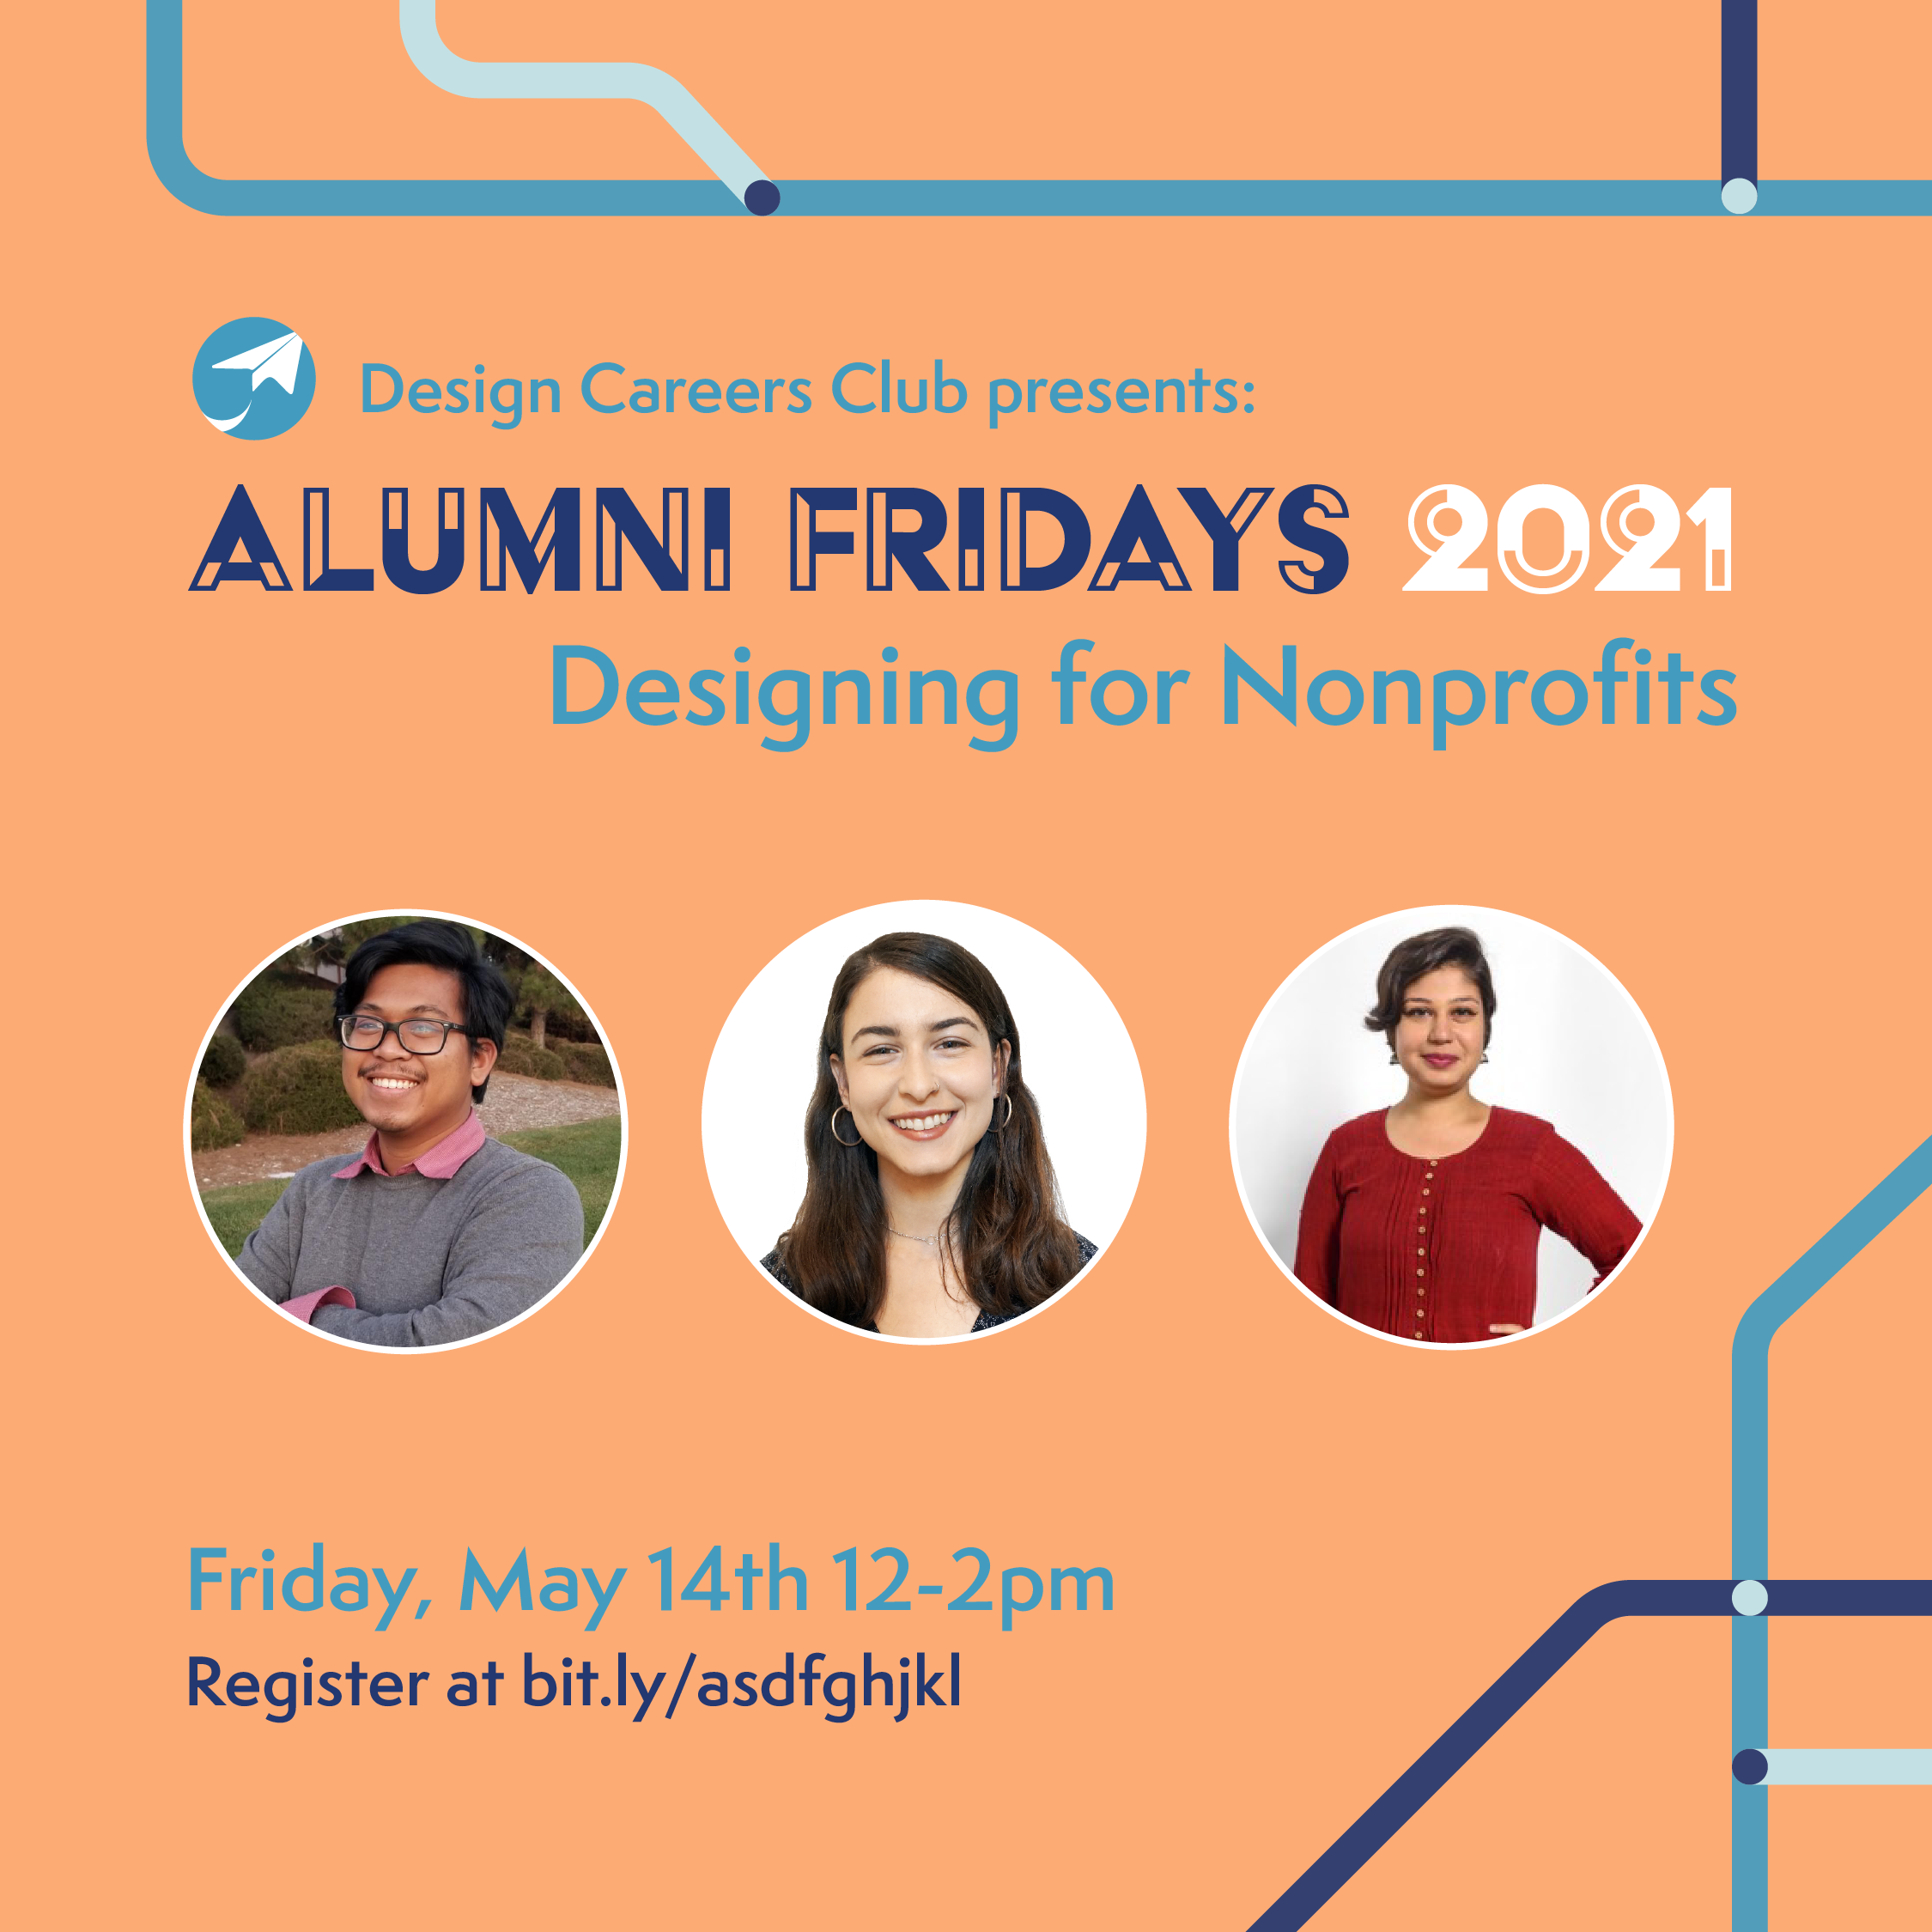 Design Careers Club presents:
ALUMNI FRIDAYS 2021
Designing for Nonprofits
Friday, May 14th 12-2pm
Register at bit.ly/asdfghjkl